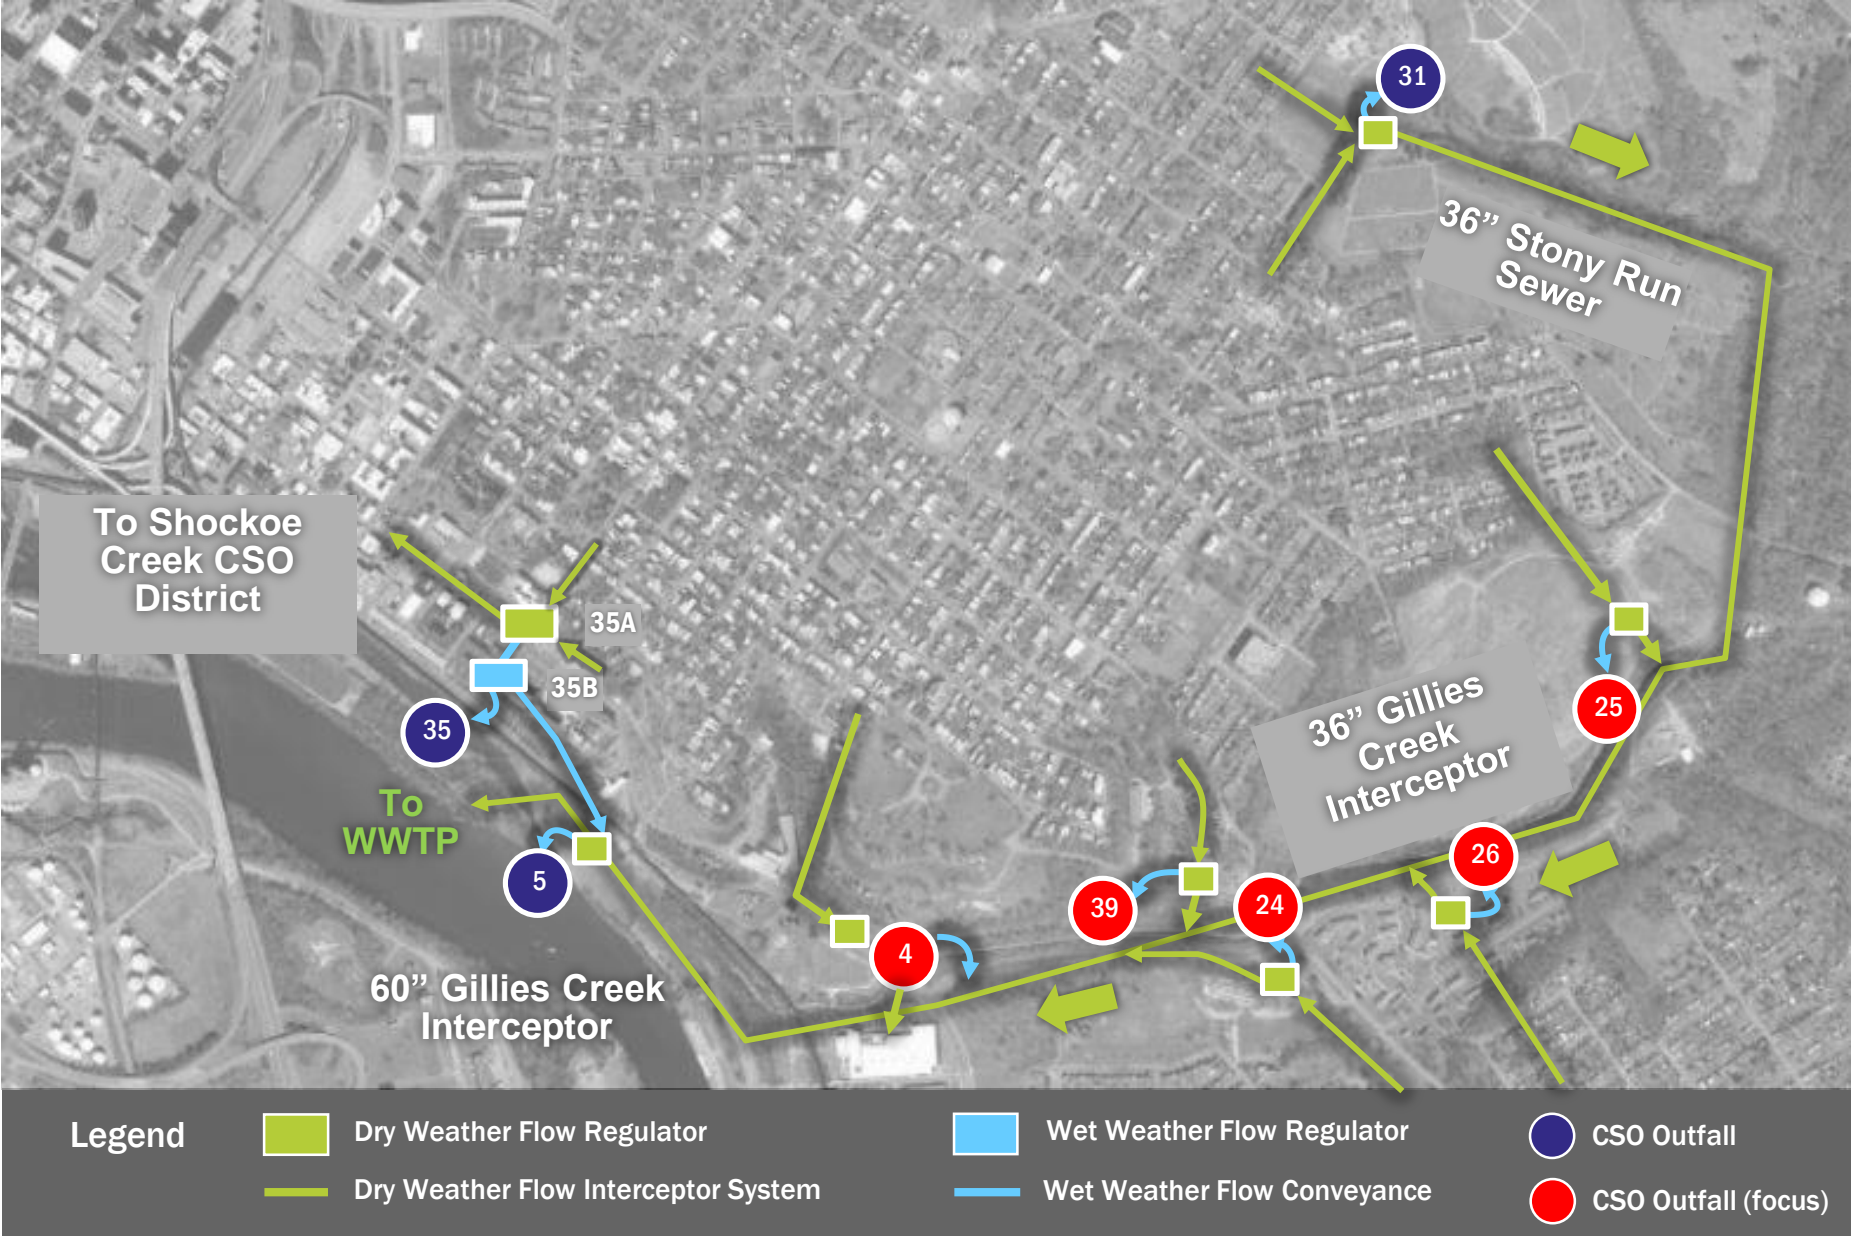 31
36” Stony Run
Sewer
To Shockoe
Creek CSO
District
35A
35B
35
To
WWTP
5
36” Gillies
Creek
Interceptor
25
26
24
39
4
60” Gillies Creek
Interceptor
Legend
Dry Weather Flow Regulator
Wet Weather Flow Regulator
CSO Outfall
Dry Weather Flow Interceptor System
Wet Weather Flow Conveyance
CSO Outfall (focus)